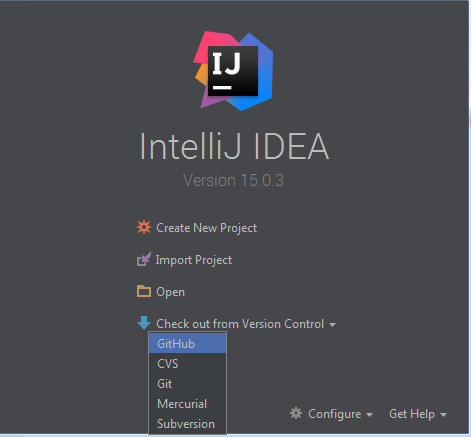 IJ
IntelliJ IDEA
Version 15.0.3
Create New Project
Import Project
Open
Check out from Version Control
GitHub
CVS
Git
Mercurial
Subversion
Configure Get Help